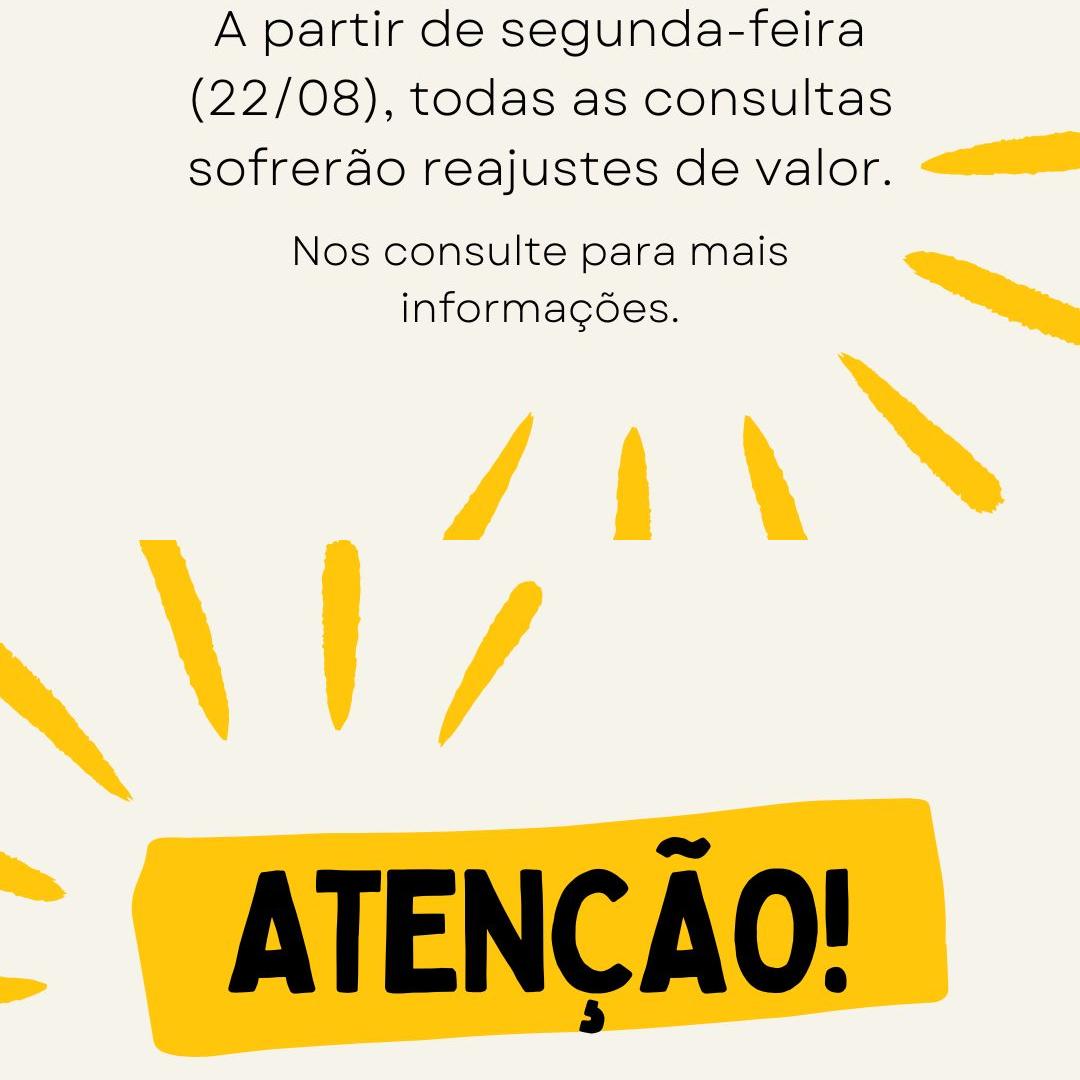 A partir de segunda-feira
(22/08), todas as consultas
sofrerão reajustes de valor.
Nos consulte para mais
informações.
ATENÇÃO!